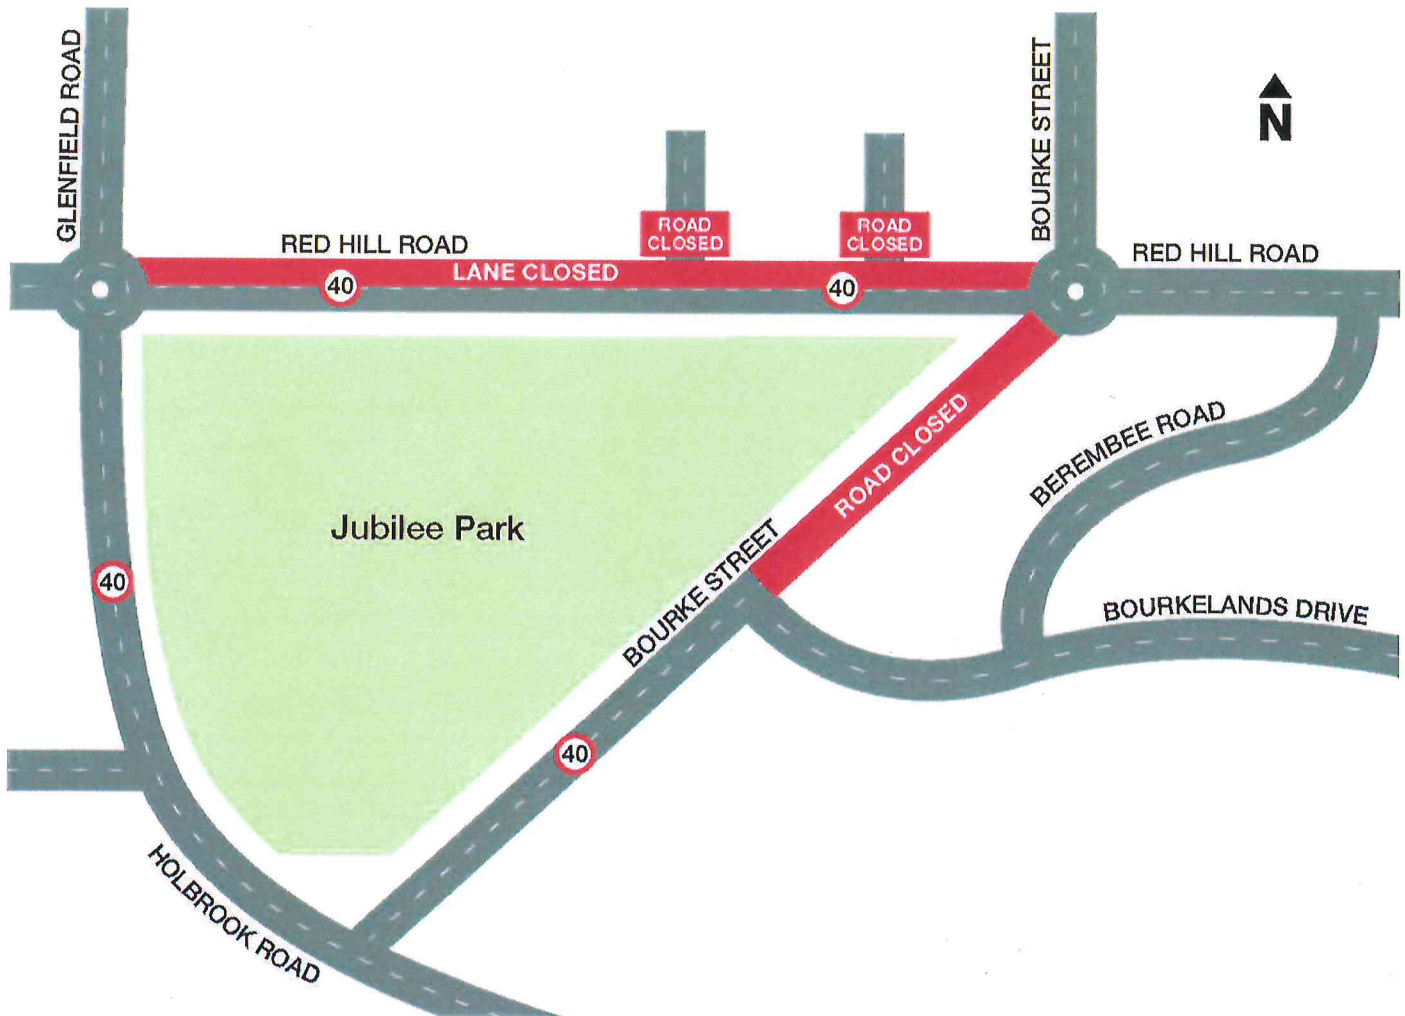 GLENFIELD ROAD
BOURKE STREET
N
ROAD
CLOSED
ROAD
CLOSED
RED HILL ROAD
RED HILL ROAD
LANE CLOSED
40
40
BEREMBEE ROAD
ROAD CLOSED
Jubilee Park
BOURKE STREET
40
BOURKELANDS DRIVE
40
HOLBROOK ROAD